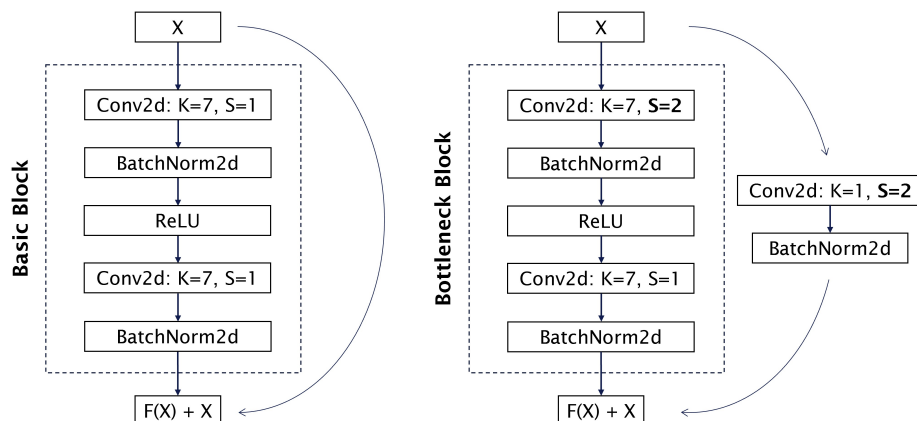 X
Basic Block
Conv2d: K=7, S=1
BatchNorm2d
ReLU
Conv2d: K=7, S=1
BatchNorm2d
F(X) + X
X
Bottleneck Block
Conv2d: K=7, S=2
BatchNorm2d
ReLU
Conv2d: K=7, S=1
BatchNorm2d
F(X) + X
Conv2d: K=1, S=2
BatchNorm2d